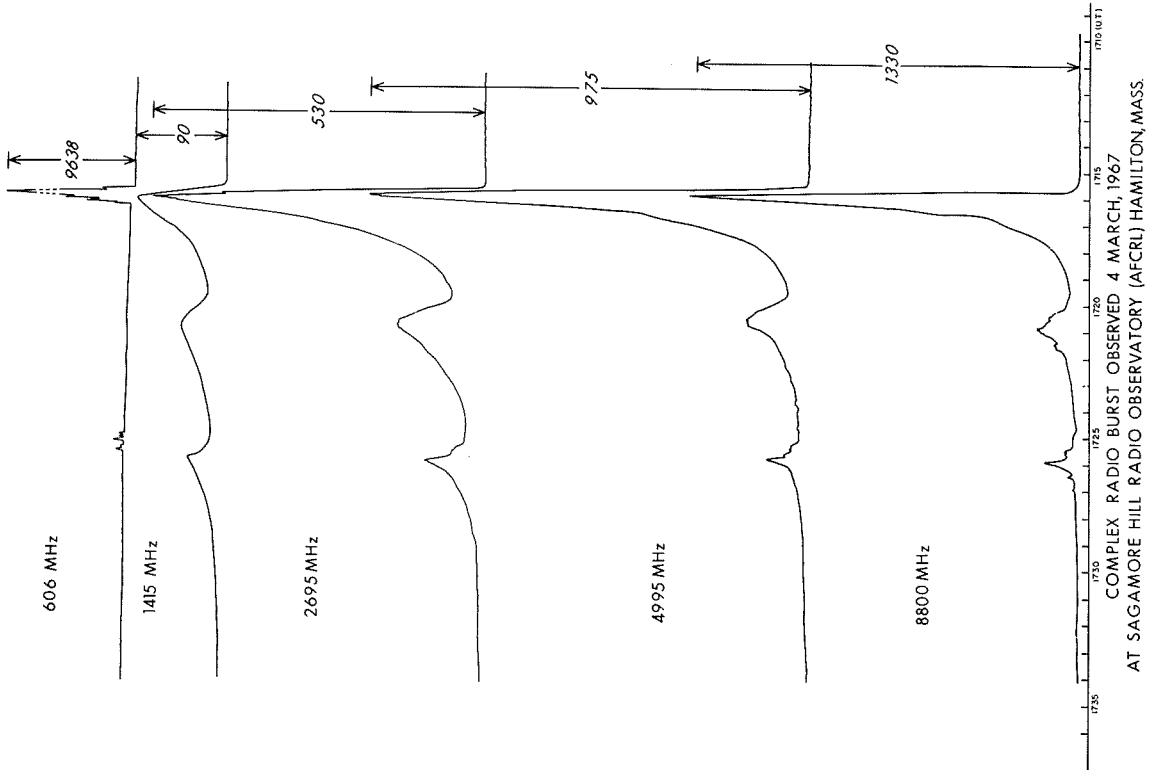 9638
90
530
975
1330
606 MHz
1415 MHz
2695 MHz
4995 MHz
8800 MHz
1735
1730
1725
1720
1715
1710 (U.T)
COMPLEX RADIO BURST OBSERVED 4 MARCH, 1967
AT SAGAMORE HILL RADIO OBSERVATORY (AFCRL) HAMILTON, MASS.